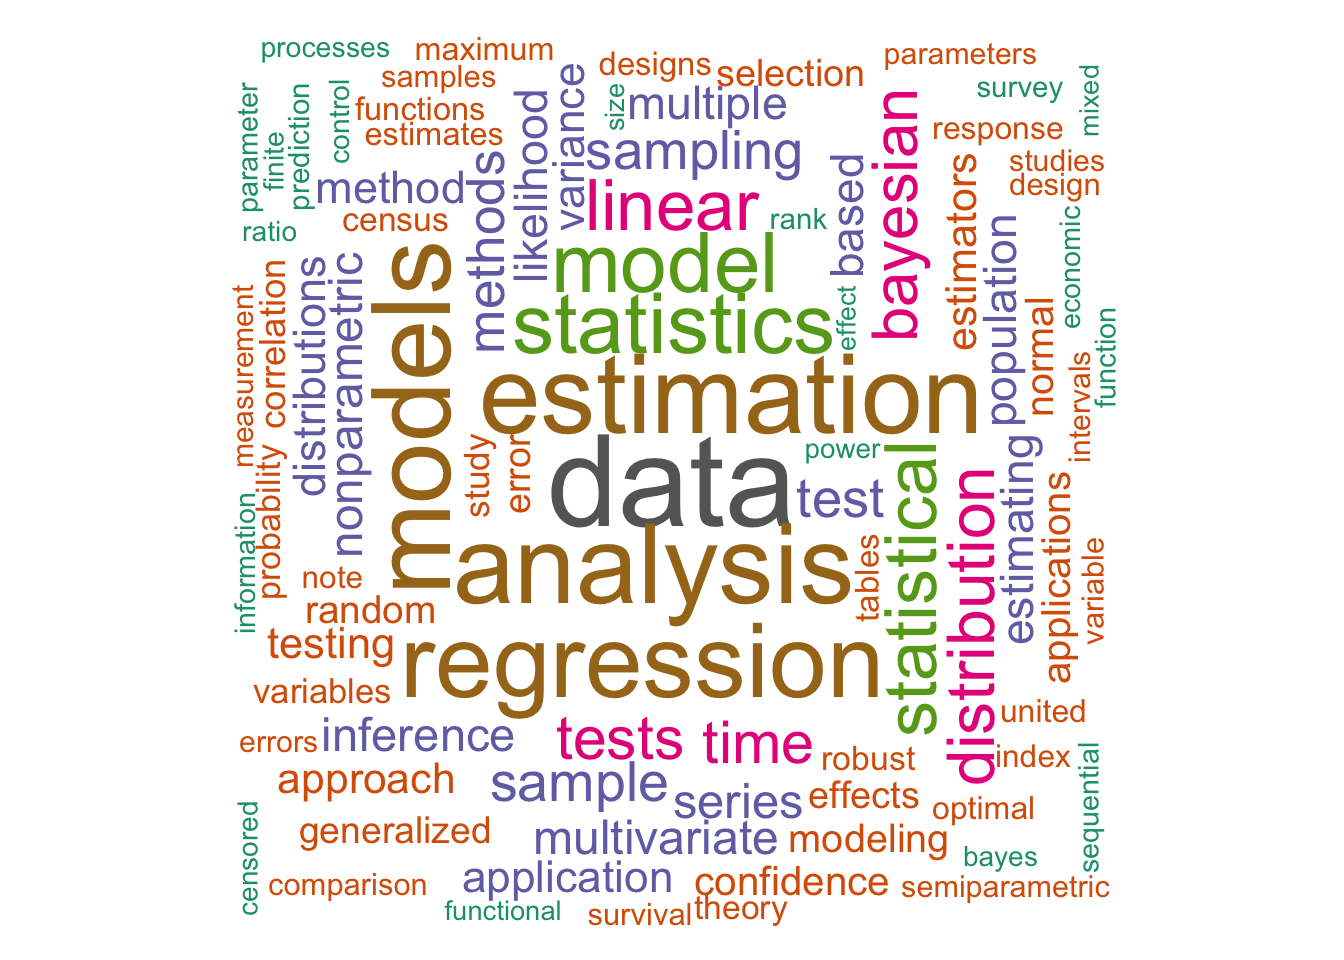 processes
maximum
samples
functions
estimates
designs
selection
parameters
survey
mixed
parameter
finite
prediction
control
size
multiple
variance
likelihood
sampling
bayesian
response
studies
design
method
methods
census
ratio
linear
rank
based
estimators
population
economic
model
models
statistics
effect
normal
function
intervals
measurement
correlation
distributions
nonparametric
estimation
study
error
data
power
test
statistical
distribution
estimating
applications
variable
information
probability
note
random
analysis
tables
testing
regression
variables
united
errors
inference
tests
time
robust
index
sequential
approach
sample
series
effects
optimal
censored
generalized
multivariate
modeling
bayes
comparison
application
confidence
semiparametric
functional
survival
theory